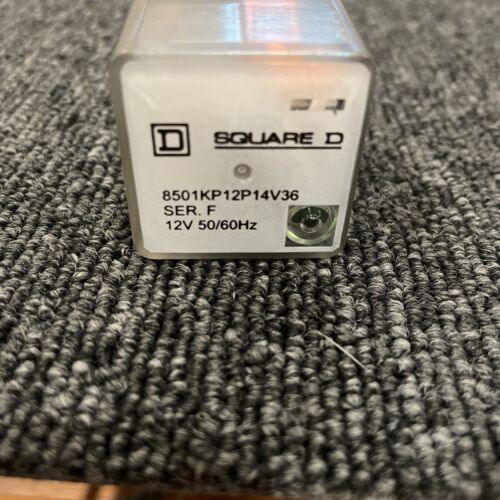 D SQUARE D
8501KP12P14V36
SER. F
12V 50/60Hz